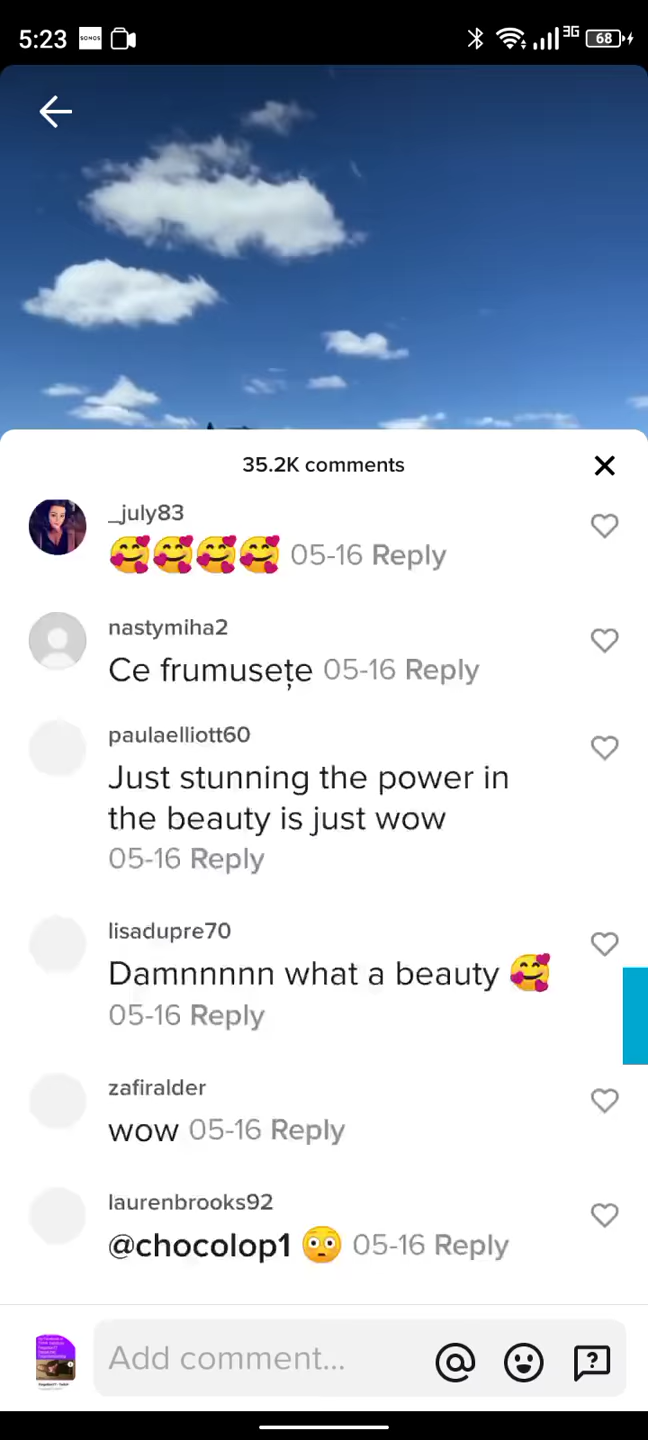 5:23 SONOS 3G 68
35.2K comments
_july83
🥰🥰🥰🥰 05-16 Reply
nastymiha2
Ce frumusețe 05-16 Reply
paulaelliott60
Just stunning the power in
the beauty is just wow
05-16 Reply
lisadupre70
Damnnnnn what a beauty 🥰
05-16 Reply
zafiralder
wow 05-16 Reply
laurenbrooks92
@chocolop1 😳 05-16 Reply
Add comment...